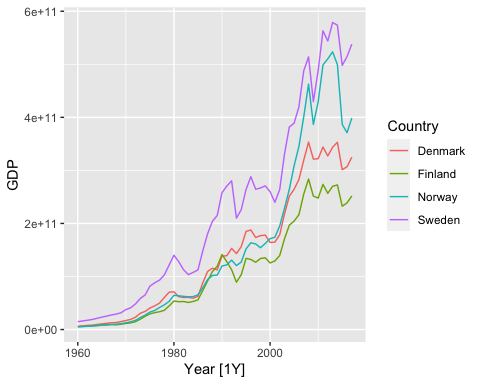 6e+11
4e+11
2e+11
0e+00
GDP
1960
1980
2000
Year [1Y]
Country
Denmark
Finland
Norway
Sweden